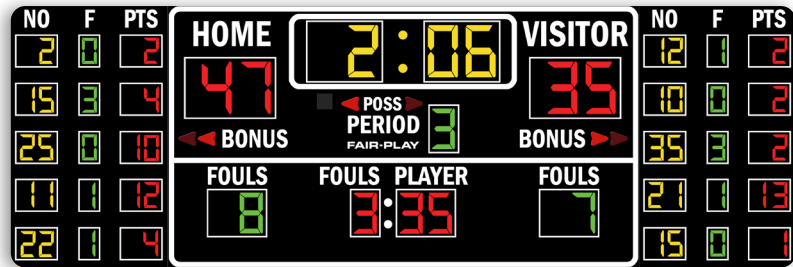 NO F PTS HOME 2:06 VISITOR NO F PTS
2 0 2 47 35 12 1 2
15 3 4 POSS 10 0 2
PERIOD 3
25 0 10 BONUS FAIR-PLAY BONUS 35 3 2
11 1 12 FOULS FOULS PLAYER FOULS 21 1 13
22 1 4 8 3:35 7 15 0 1